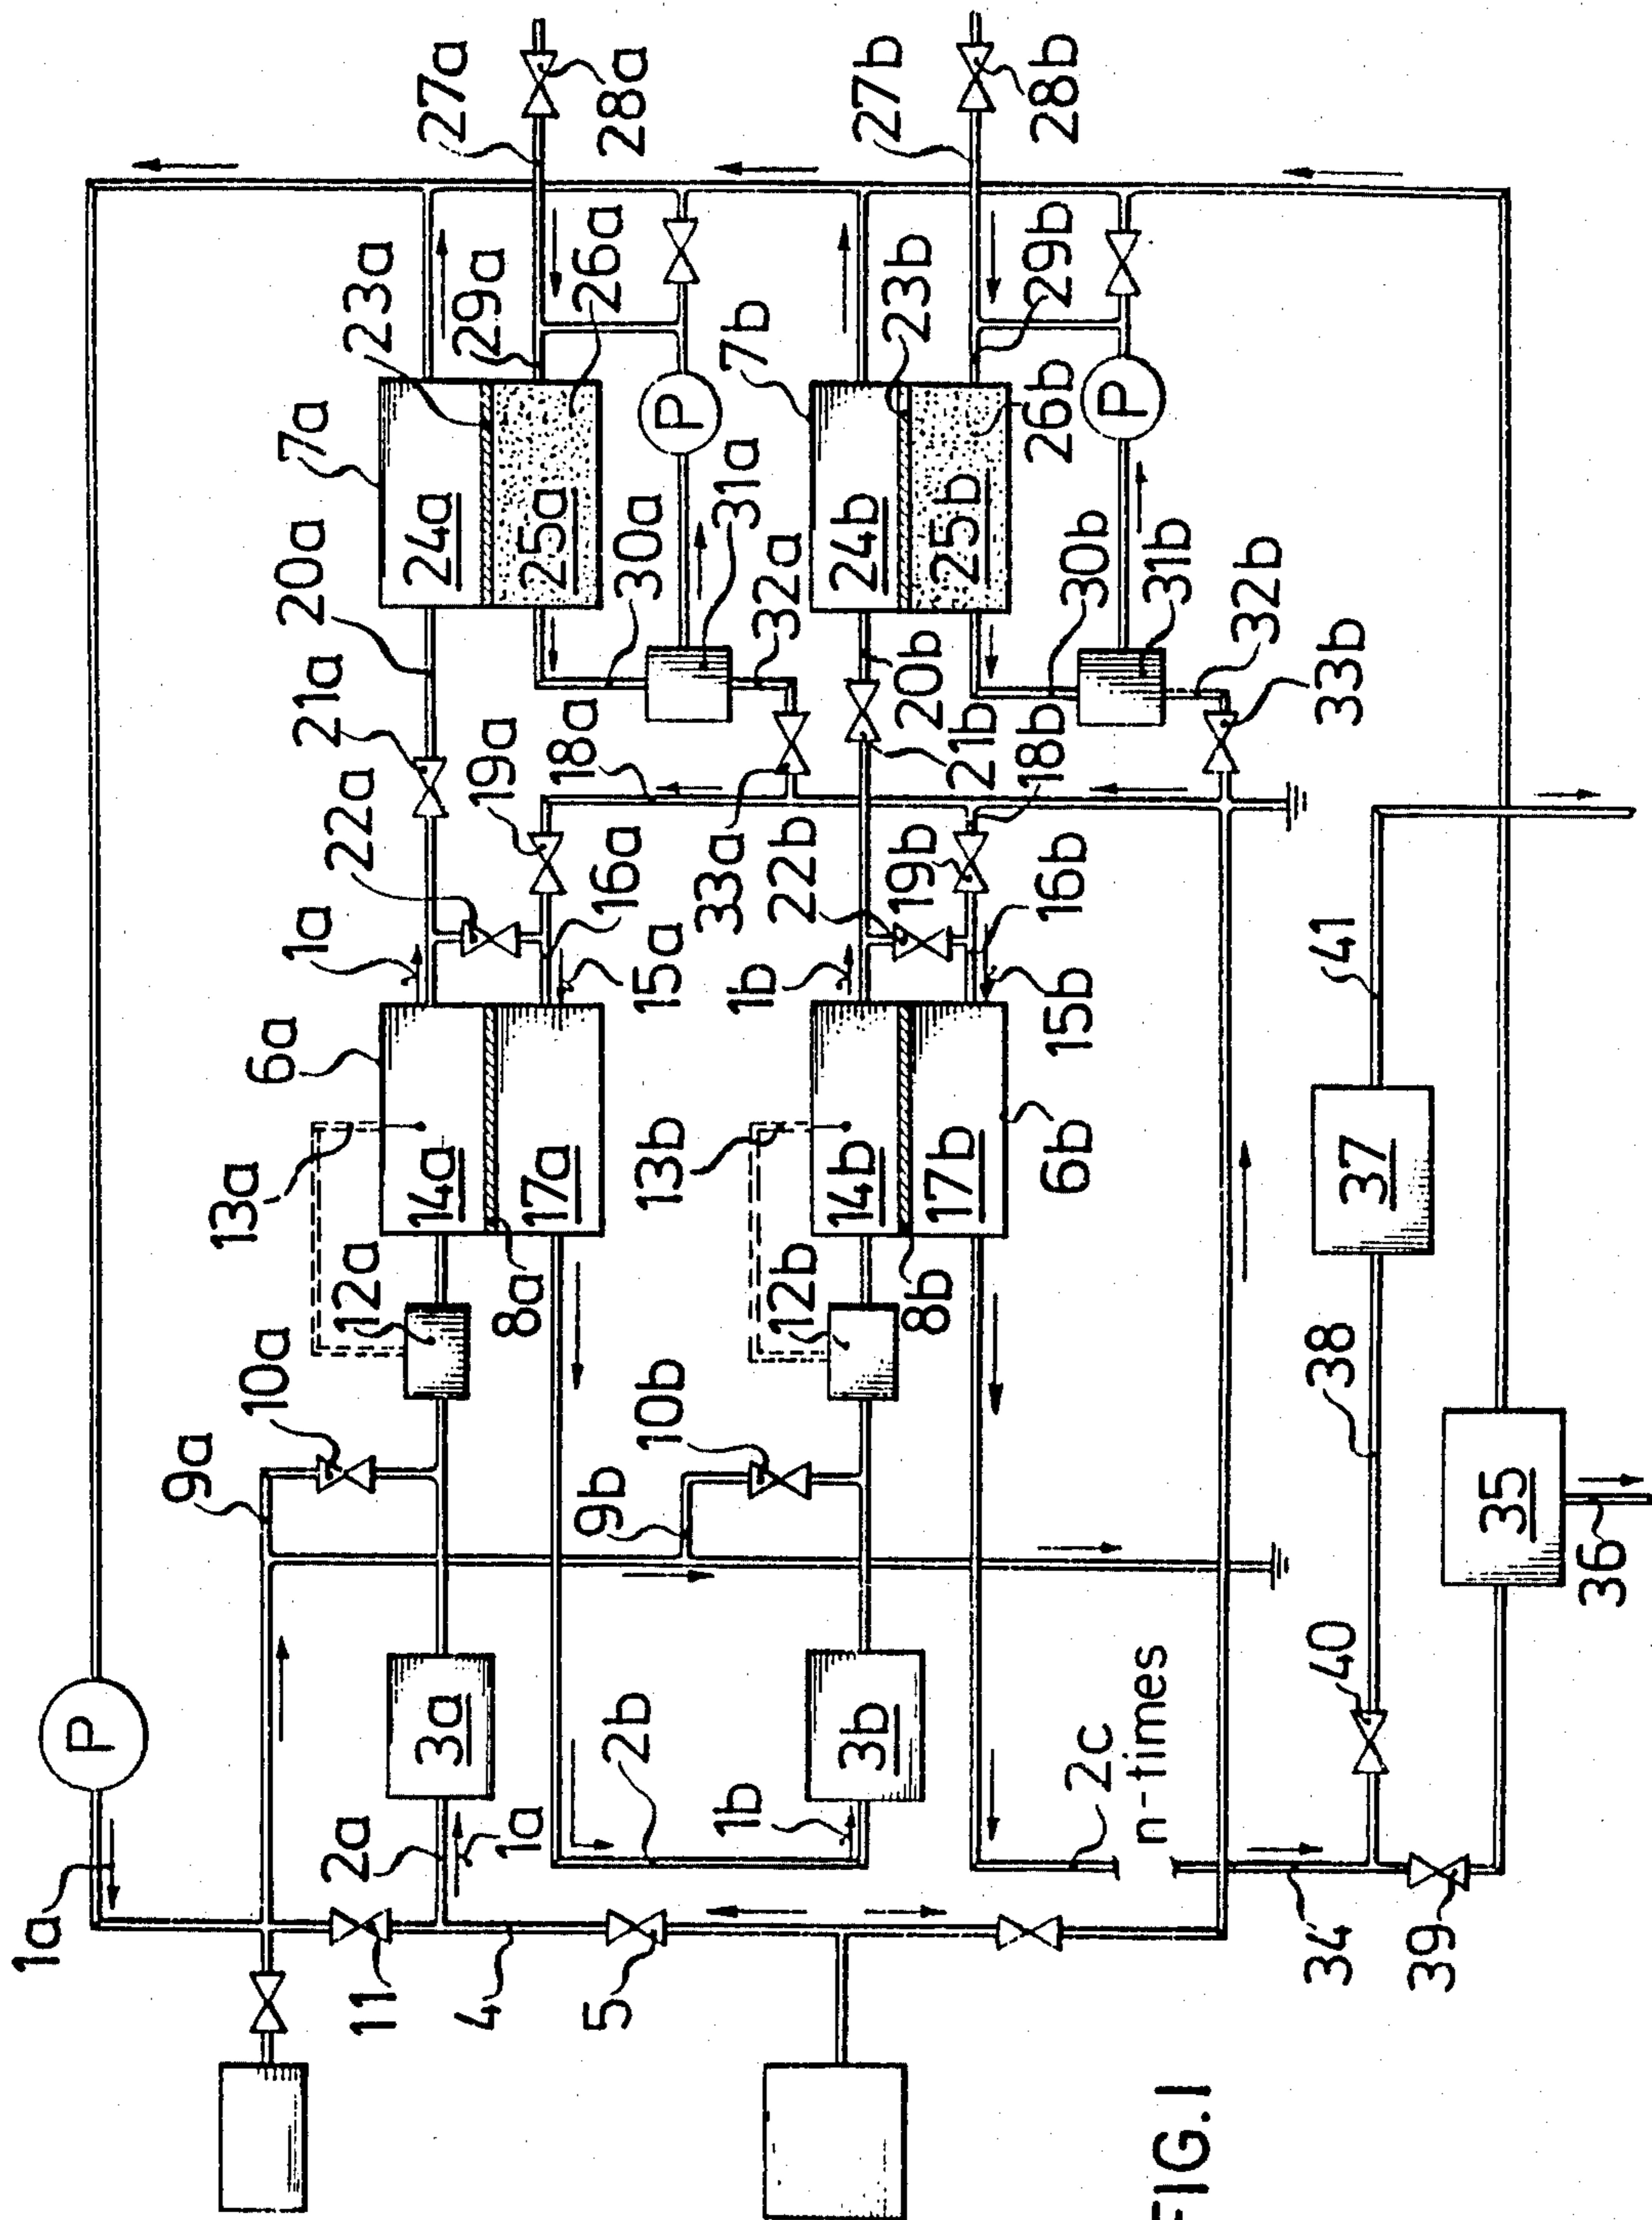 27a
28a
27b
28b
23a
29a
26a
7b
23b
29b
7a
24a
25a
P
31a
24b
25b
26b
P
20a
30a
32a
30b
31b
32b
21a
22a
19a
18a
20b
21b
18b
33b
1a
16a
15a
33a
22b
19b
16b
15b
1b
6a
13a
14a
17a
13b
14b
17b
6b
41
37
12a
8a
12b
8b
10a
10b
38
9a
9b
35
36
P
3a
3b
40
2a
1a
2b
1b
2c
n-times
1a
11
4
5
34
39
FIG.1